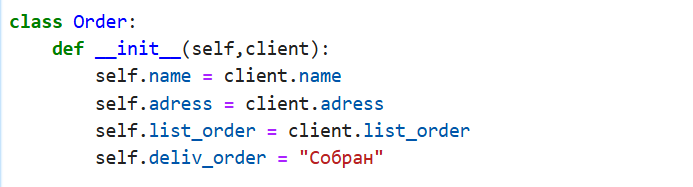 class Order:
    def __init__(self,client):
        self.name = client.name
        self.adress = client.adress
        self.list_order = client.list_order
        self.deliv_order = "Собран"